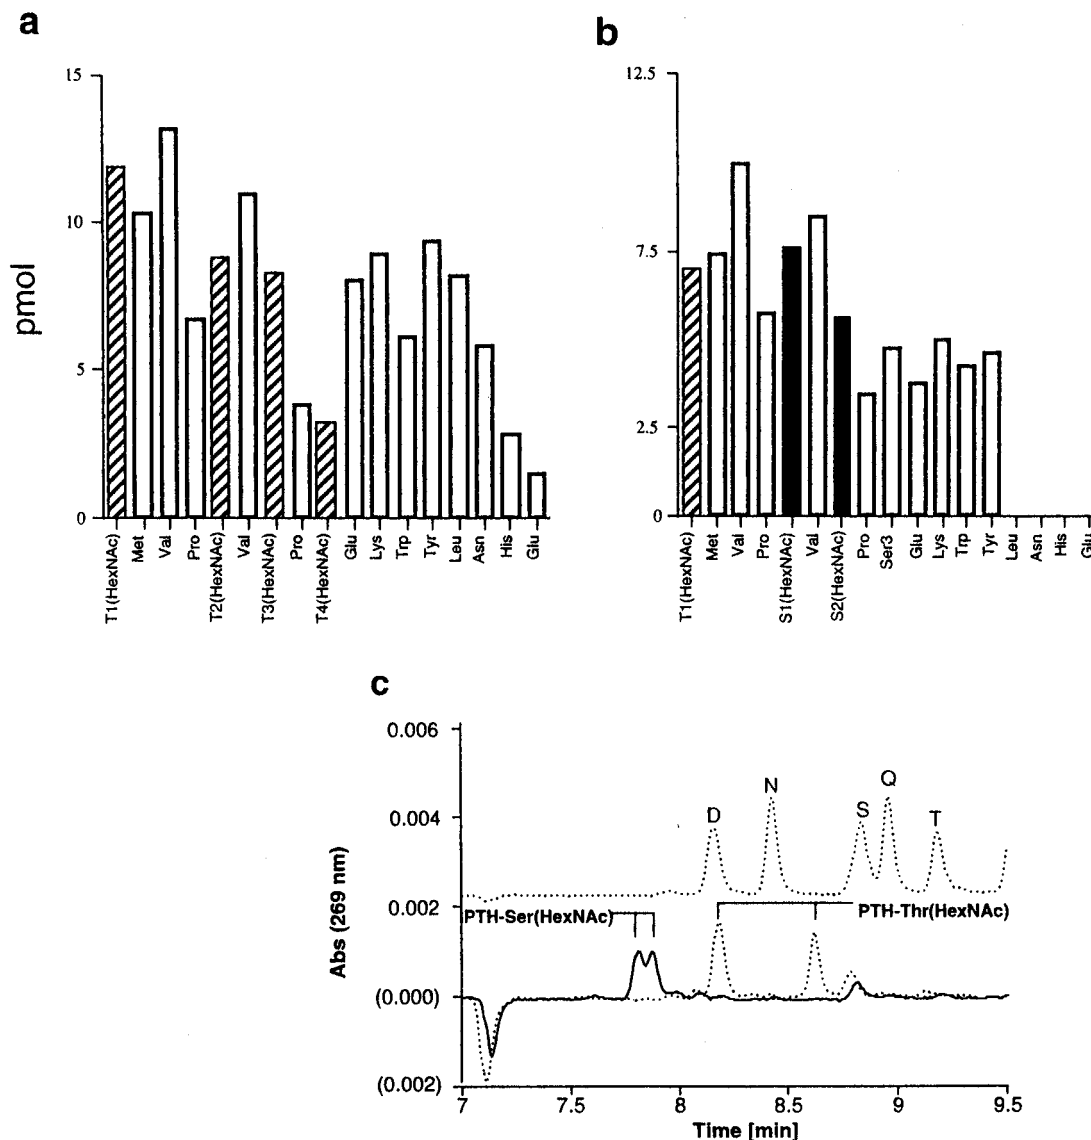 a
15
10
5
0
pmol
T1(HexNAc)
Met
Val
Pro
T2(HexNAc)
Val
T3(HexNAc)
Pro
T4(HexNAc)
Glu
Lys
Trp
Tyr
Leu
Asn
His
Glu
b
12.5
7.5
2.5
0
T1(HexNAc)
Met
Val
Pro
S1(HexNAc)
Val
S2(HexNAc)
Pro
Ser3
Glu
Lys
Trp
Tyr
Leu
Asn
His
Glu
c
0.006
0.004
0.002
(0.000)
(0.002)
Abs (269 nm)
D
N
S
Q
T
PTH-Ser(HexNAc)
PTH-Thr(HexNAc)
7
7.5
8
8.5
9
9.5
Time [min]